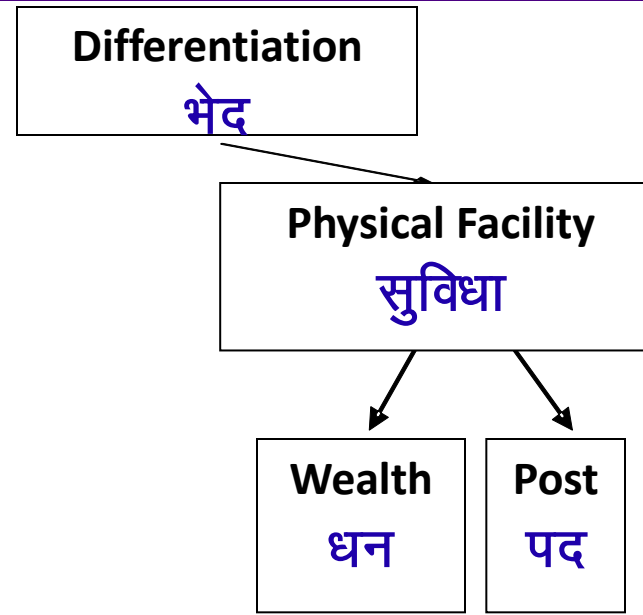 Differentiation
भेद
Physical Facility
सुविधा
Wealth
धन
Post
पद